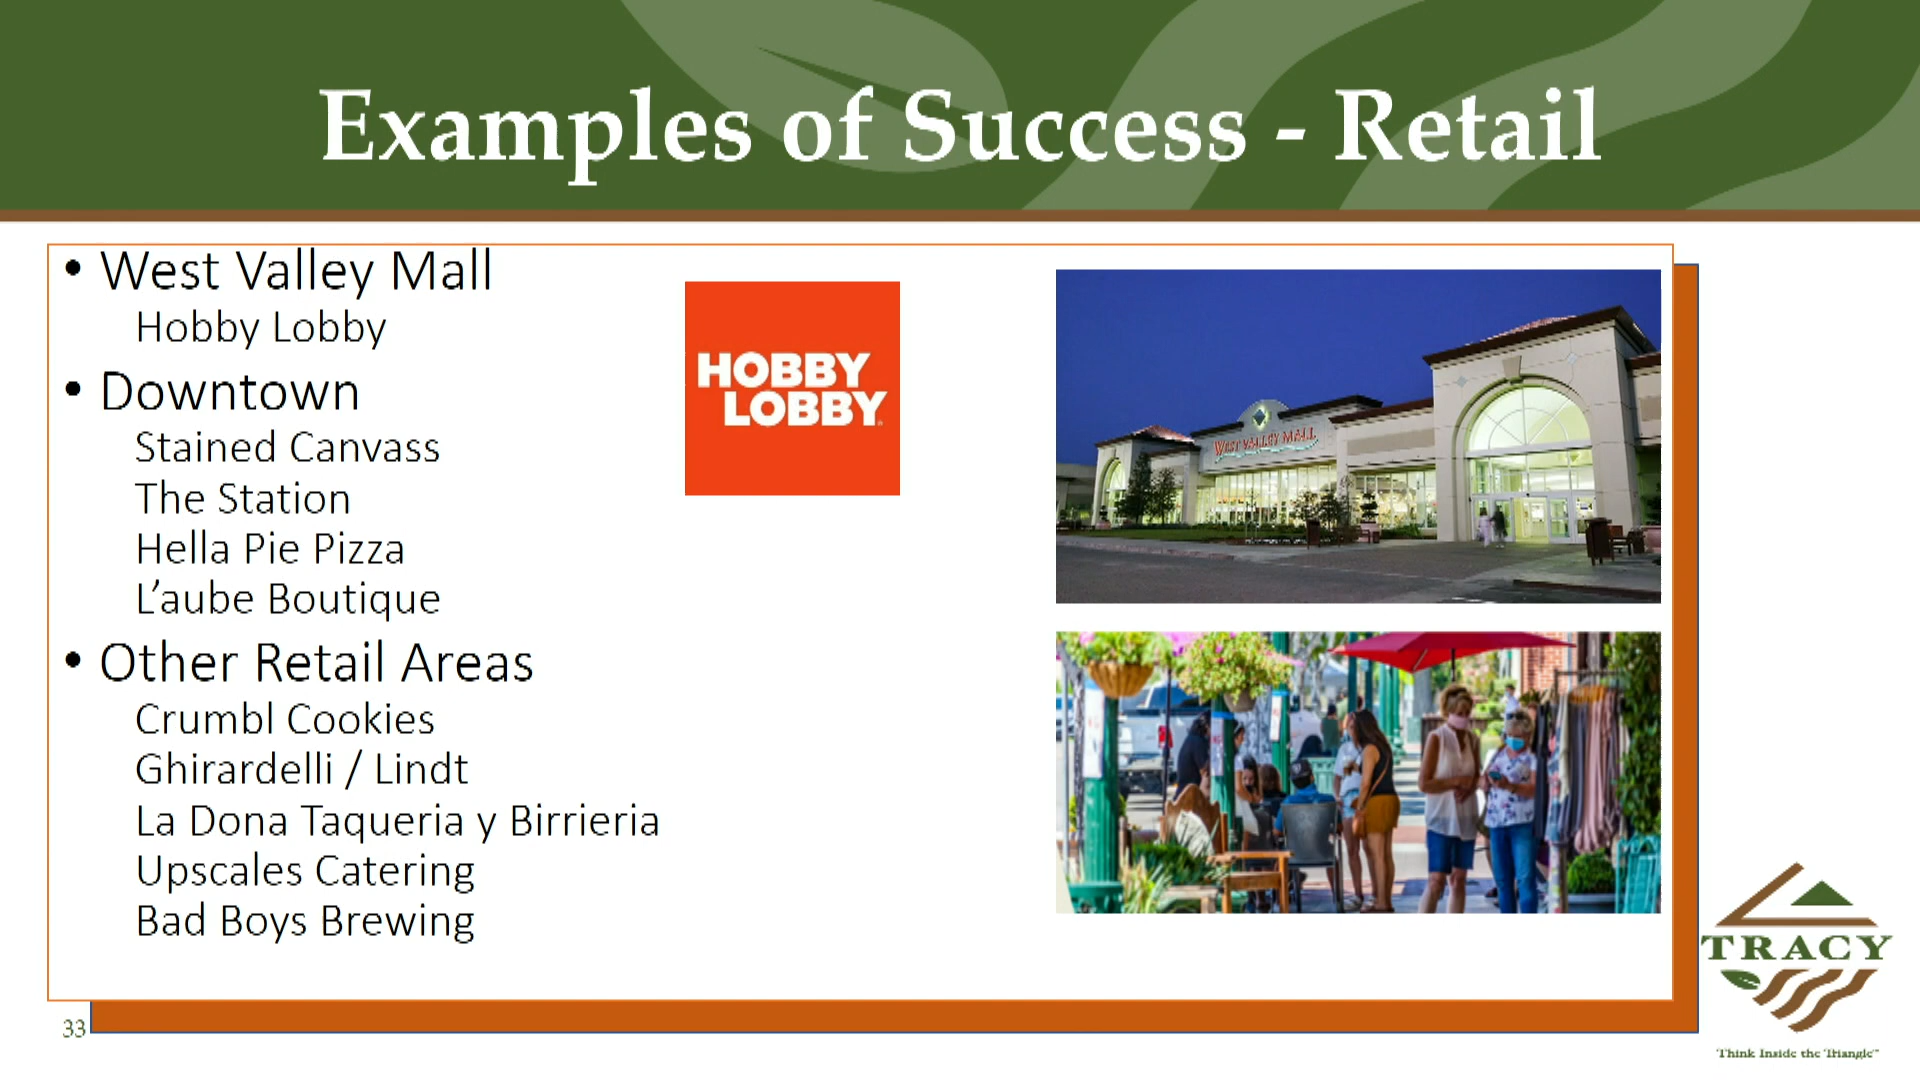 Examples of Success - Retail
• West Valley Mall
Hobby Lobby
• Downtown
Stained Canvass
The Station
Hella Pie Pizza
L’aube Boutique
• Other Retail Areas
Crumbl Cookies
Ghirardelli / Lindt
La Dona Taqueria y Birrieria
Upscales Catering
Bad Boys Brewing
HOBBY
LOBBY
WEST VALLEY MALL
TRACY
Think Inside the Triangle™
33